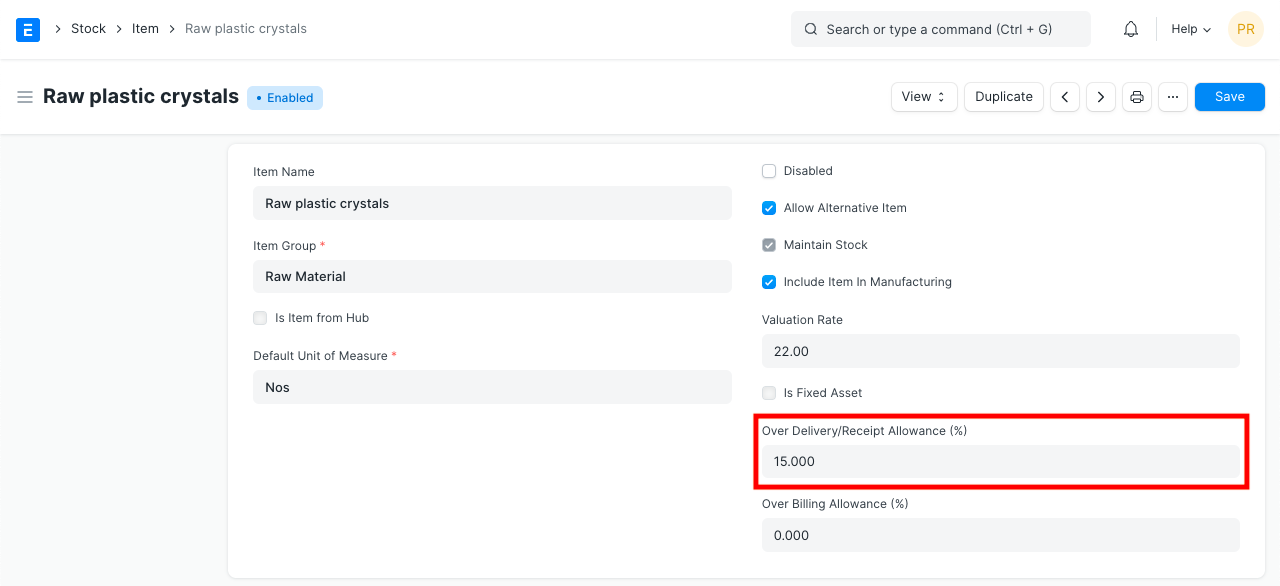 Stock
Item
Raw plastic crystals
Search or type a command (Ctrl + G)
Help
PR
Raw plastic crystals
Enabled
View
Duplicate
...
Save
Item Name
Raw plastic crystals
Item Group *
Raw Material
Is Item from Hub
Default Unit of Measure *
Nos
Disabled
Allow Alternative Item
Maintain Stock
Include Item In Manufacturing
Valuation Rate
22.00
Is Fixed Asset
Over Delivery/Receipt Allowance (%)
15.000
Over Billing Allowance (%)
0.000